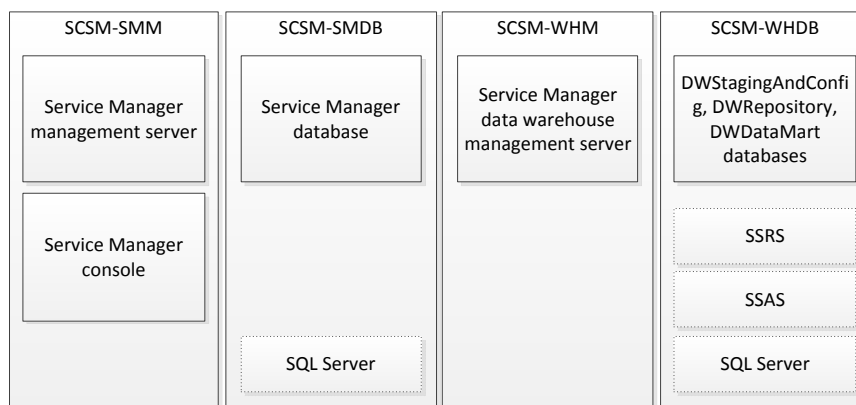 SCSM-SMM
Service Manager
management server
Service Manager
console
SCSM-SMDB
Service Manager
database
SQL Server
SCSM-WHM
Service Manager
data warehouse
management server
SCSM-WHDB
DWStagingAndConfi
g, DWRepository,
DWDataMart
databases
SSRS
SSAS
SQL Server